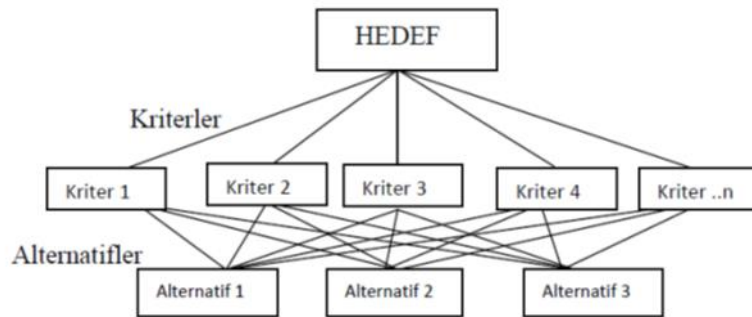 HEDEF
Kriterler
Kriter 1
Kriter 2
Kriter 3
Kriter 4
Kriter ..n
Alternatifler
Alternatif 1
Alternatif 2
Alternatif 3